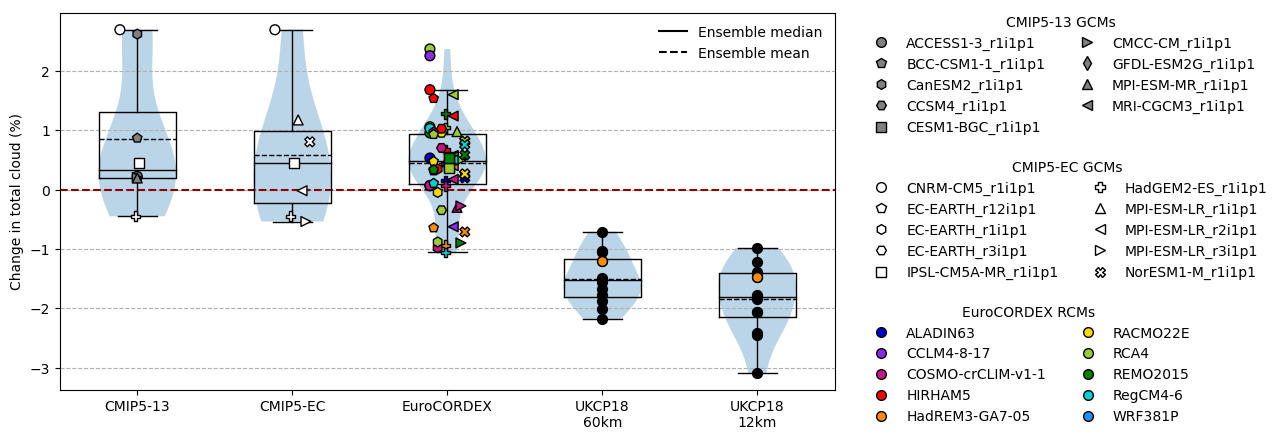 Change in total cloud (%)
2
1
0
−1
−2
−3
Ensemble median
Ensemble mean
CMIP5-13
CMIP5-EC
EuroCORDEX
UKCP18
60km
UKCP18
12km
CMIP5-13 GCMs
ACCESS1-3_r1i1p1
BCC-CSM1-1_r1i1p1
CanESM2_r1i1p1
CCSM4_r1i1p1
CESM1-BGC_r1i1p1
CMCC-CM_r1i1p1
GFDL-ESM2G_r1i1p1
MPI-ESM-MR_r1i1p1
MRI-CGCM3_r1i1p1
CMIP5-EC GCMs
CNRM-CM5_r1i1p1
EC-EARTH_r12i1p1
EC-EARTH_r1i1p1
EC-EARTH_r3i1p1
IPSL-CM5A-MR_r1i1p1
HadGEM2-ES_r1i1p1
MPI-ESM-LR_r1i1p1
MPI-ESM-LR_r2i1p1
MPI-ESM-LR_r3i1p1
NorESM1-M_r1i1p1
EuroCORDEX RCMs
ALADIN63
CCLM4-8-17
COSMO-crCLIM-v1-1
HIRHAM5
HadREM3-GA7-05
RACMO22E
RCA4
REMO2015
RegCM4-6
WRF381P